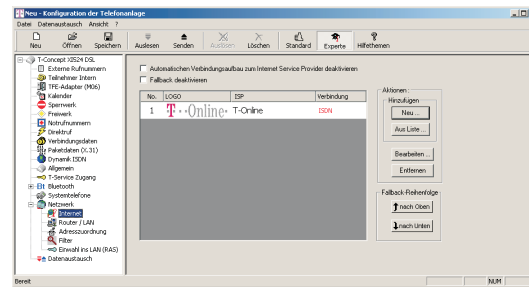 Neu - Konfiguration der Telefonanlage
Datei Datenaustausch Ansicht ?
Neu Öffnen Speichern Auslesen Senden Auslösen Löschen Standard Experte Hilfethemen
T-Concept XI524 DSL
Externe Rufnummern
Teilnehmer Intern
TFE-Adapter (M06)
Kalender
Sperrwerk
Freiwerk
Notrufnummern
Direktruf
Verbindungsdaten
Paketdaten (X.31)
Dynamik ISDN
Allgemein
T-Service Zugang
Bluetooth
Systemtelefone
Netzwerk
Internet
Router / LAN
Adresszuordnung
Filter
Einwahl ins LAN (RAS)
Datenaustausch
Automatischen Verbindungsaufbau zum Internet Service Provider deaktivieren
Fallback deaktivieren
No. LOGO ISP Verbindung
1 T··Online· T-Online ISDN
Aktionen :
Hinzufügen
Neu ...
Aus Liste ...
Bearbeiten ...
Entfernen
Fallback-Reihenfolge
nach Oben
nach Unten
Bereit
NUM